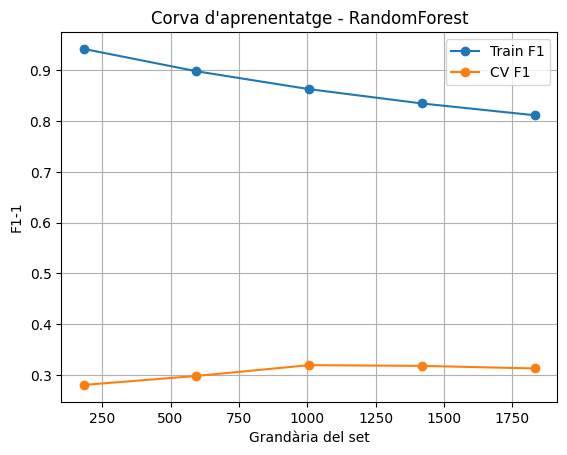 Corva d'aprenentatge - RandomForest
Train F1
CV F1
F1-1
0.9
0.8
0.7
0.6
0.5
0.4
0.3
250 500 750 1000 1250 1500 1750
Grandària del set